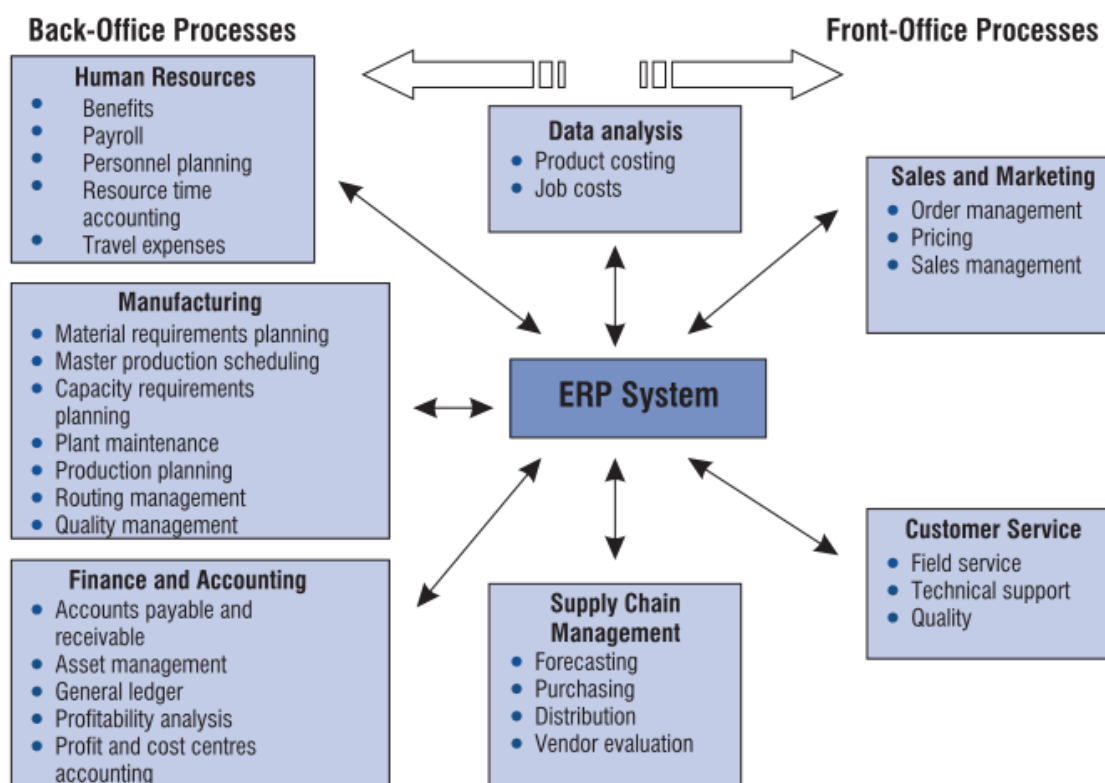 Back-Office Processes
Front-Office Processes
Human Resources
Benefits
Payroll
Personnel planning
Resource time
accounting
Travel expenses
Data analysis
Product costing
Job costs
Sales and Marketing
Order management
Pricing
Sales management
Manufacturing
Material requirements planning
Master production scheduling
Capacity requirements
planning
Plant maintenance
Production planning
Routing management
Quality management
ERP System
Finance and Accounting
Accounts payable and
receivable
Asset management
General ledger
Profitability analysis
Profit and cost centres
accounting
Supply Chain
Management
Forecasting
Purchasing
Distribution
Vendor evaluation
Customer Service
Field service
Technical support
Quality